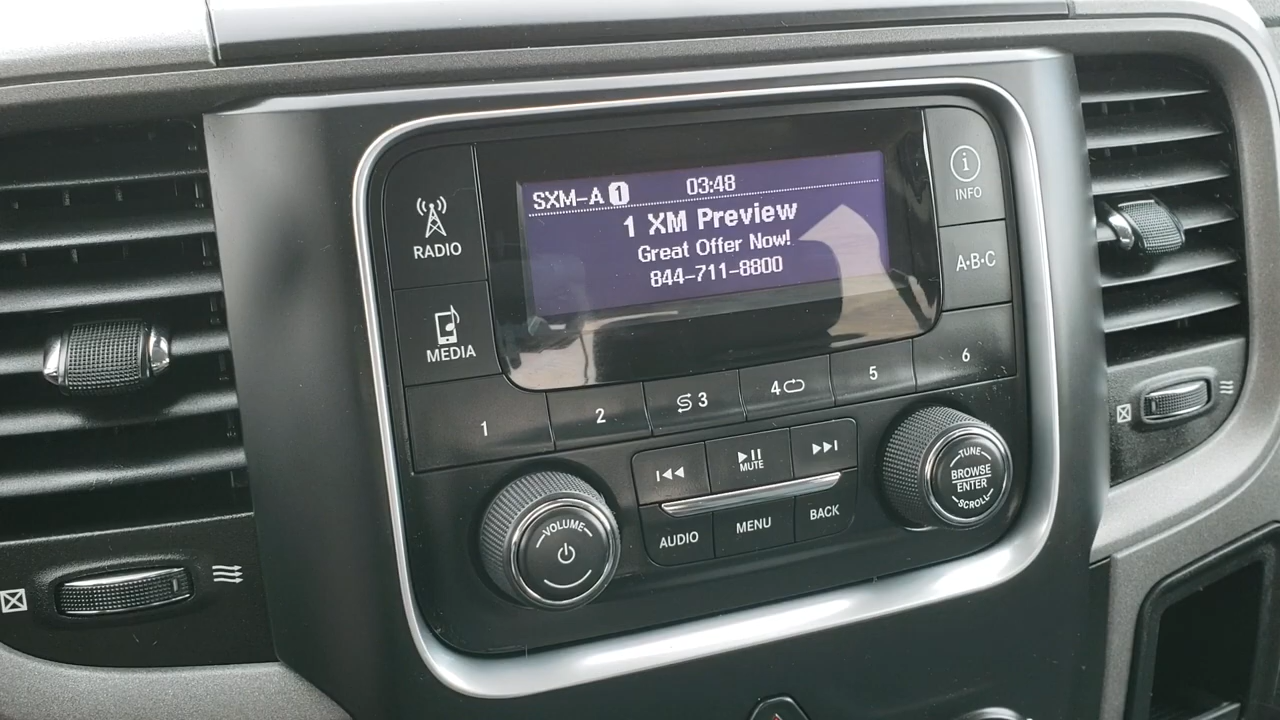 SXM-A 1 03:48
1 XM Preview
Great Offer Now!
844-711-8800
RADIO
MEDIA
i
INFO
A·B·C
1
2
3
4
5
6
MUTE
AUDIO
MENU
BACK
VOLUME
TUNE
BROWSE
ENTER
SCROLL